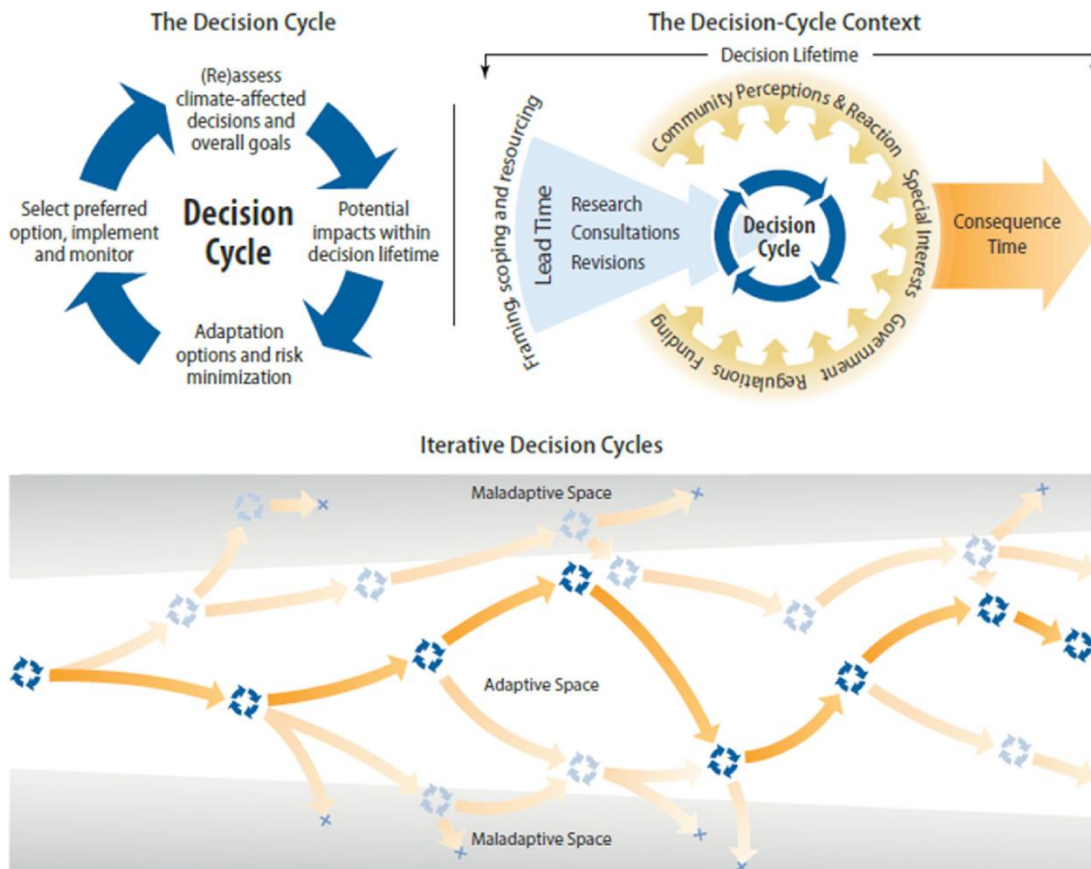 The Decision Cycle
(Re)assess
climate-affected
decisions and
overall goals
Select preferred
option, implement
and monitor
Decision
Cycle
Potential
impacts within
decision lifetime
Adaptation
options and risk
minimization
The Decision-Cycle Context
Decision Lifetime
Framing, scoping and resourcing
Lead Time
Research
Consultations
Revisions
Decision
Cycle
Community Perceptions & Reaction
Special Interests
Government Regulations Funding
Consequence
Time
Iterative Decision Cycles
Maladaptive Space
Adaptive Space
Maladaptive Space